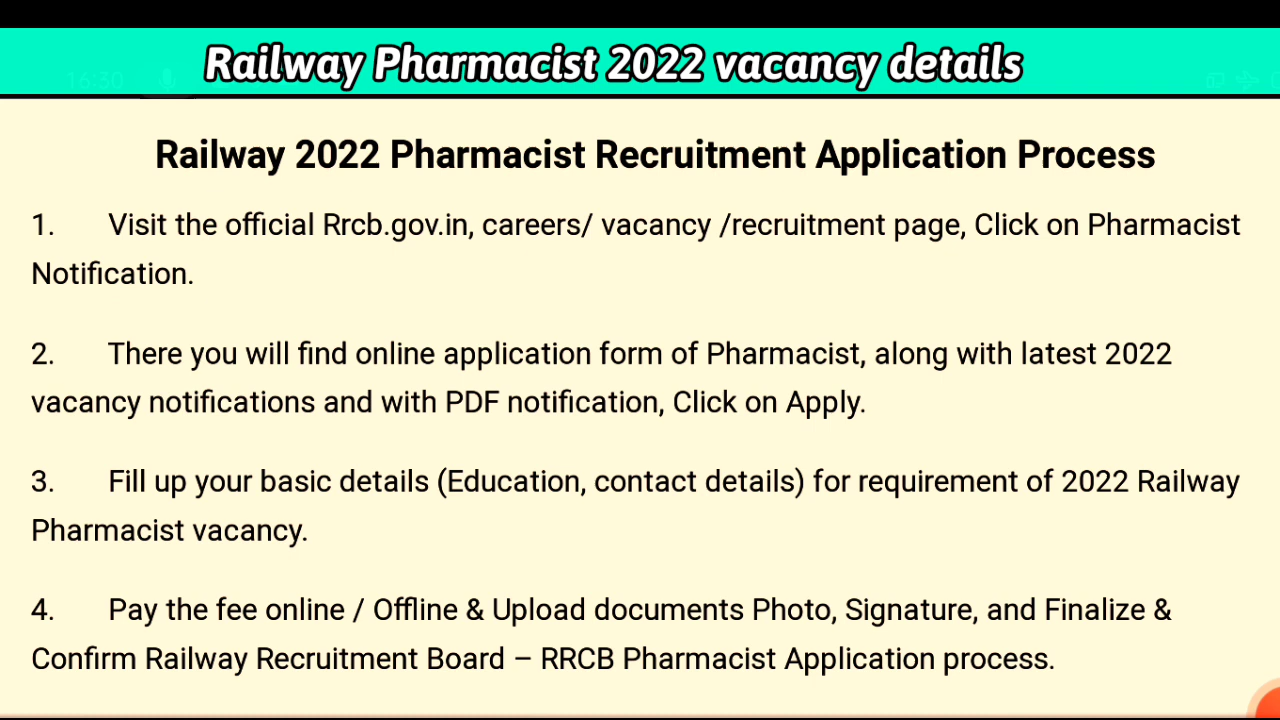 Railway Pharmacist 2022 vacancy details
16:30
Railway 2022 Pharmacist Recruitment Application Process
1. Visit the official Rrcb.gov.in, careers/ vacancy /recruitment page, Click on Pharmacist
Notification.
2. There you will find online application form of Pharmacist, along with latest 2022
vacancy notifications and with PDF notification, Click on Apply.
3. Fill up your basic details (Education, contact details) for requirement of 2022 Railway
Pharmacist vacancy.
4. Pay the fee online / Offline & Upload documents Photo, Signature, and Finalize &
Confirm Railway Recruitment Board – RRCB Pharmacist Application process.